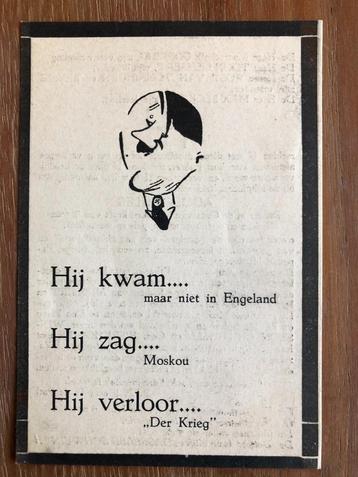 Hij kwam....
maar niet in Engeland
Hij zag....
Moskou
Hij verloor....
„Der Krieg"